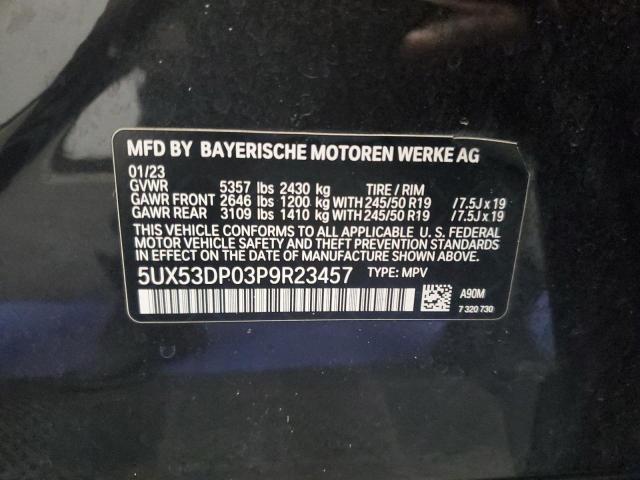 MFD BY BAYERISCHE MOTOREN WERKE AG
01/23
GVWR 5357 lbs 2430 kg TIRE / RIM
GAWR FRONT 2646 lbs 1200 kg WITH 245/50 R19 / 7.5J x 19
GAWR REAR 3109 lbs 1410 kg WITH 245/50 R19 / 7.5J x 19
THIS VEHICLE CONFORMS TO ALL APPLICABLE U. S. FEDERAL
MOTOR VEHICLE SAFETY, BUMPER, AND THEFT PREVENTION
STANDARDS IN EFFECT ON THE DATE OF MANUFACTURE SHOWN ABOVE.
5UX53DP03P9R23457 TYPE: MPV
A90M
7 320 730